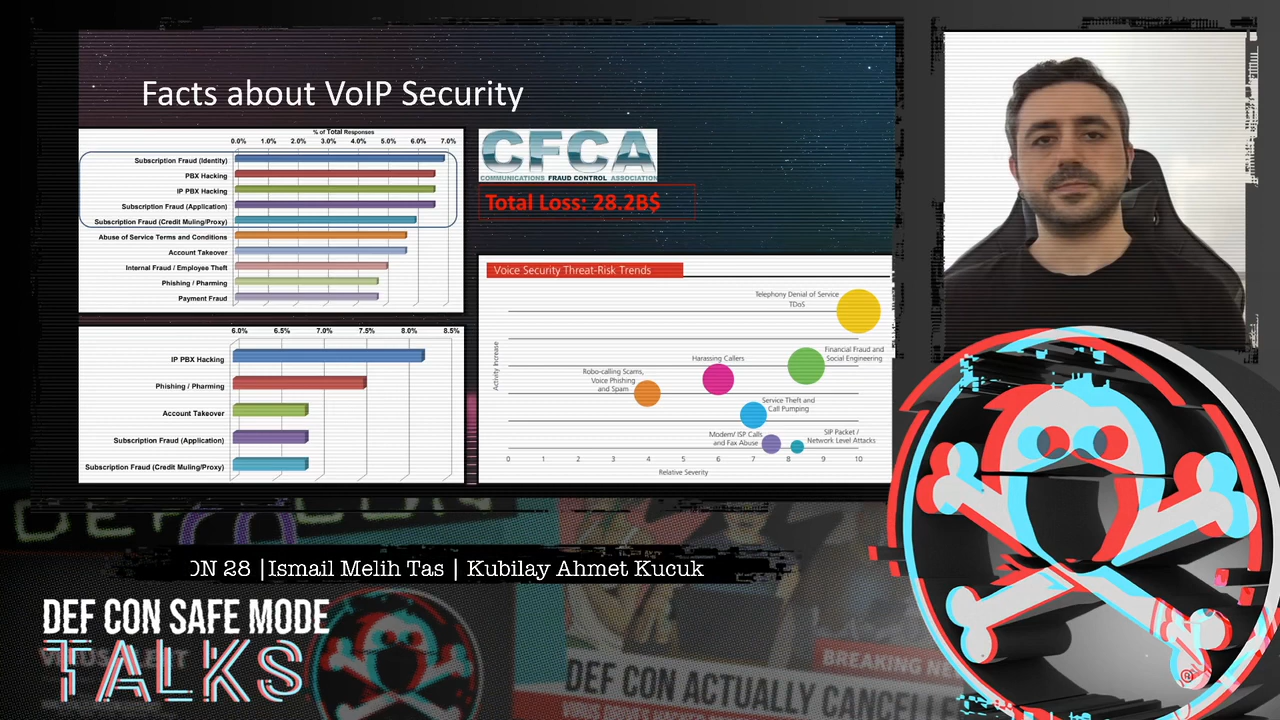 Facts about VoIP Security
% of Total Responses
0.0% 1.0% 2.0% 3.0% 4.0% 5.0% 6.0% 7.0%
Subscription Fraud (Identity)
PBX Hacking
IP PBX Hacking
Subscription Fraud (Application)
Subscription Fraud (Credit Muling/Proxy)
Abuse of Service Terms and Conditions
Account Takeover
Internal Fraud / Employee Theft
Phishing / Pharming
Payment Fraud
6.0% 6.5% 7.0% 7.5% 8.0% 8.5%
IP PBX Hacking
Phishing / Pharming
Account Takeover
Subscription Fraud (Application)
Subscription Fraud (Credit Muling/Proxy)
CFCA
COMMUNICATIONS FRAUD CONTROL ASSOCIATION
Total Loss: 28.2B$
Voice Security Threat-Risk Trends
Telephony Denial of Service
TDoS
Financial Fraud and
Social Engineering
Harassing Callers
Robo-calling Scams,
Voice Phishing
and Spam
Service Theft and
Call Pumping
Modem/ ISP Calls
and Fax Abuse
SIP Packet /
Network Level Attacks
Activity Increase
0 1 2 3 4 5 6 7 8 9 10
Relative Severity
DEF CON
ON 28 | Ismail Melih Tas | Kubilay Ahmet Kucuk
DEF CON SAFE MODE
TALKS
BREAKING NE
DEF CON ACTUALLY CANCELLE